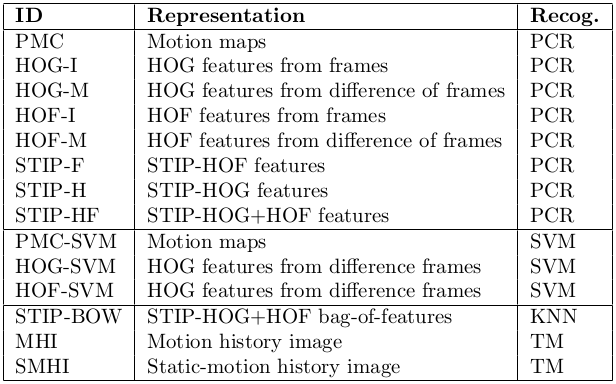 ID Representation Recog.
PMC Motion maps PCR
HOG-I HOG features from frames PCR
HOG-M HOG features from difference of frames PCR
HOF-I HOF features from frames PCR
HOF-M HOF features from difference of frames PCR
STIP-F STIP-HOF features PCR
STIP-H STIP-HOG features PCR
STIP-HF STIP-HOG+HOF features PCR
PMC-SVM Motion maps SVM
HOG-SVM HOG features from difference frames SVM
HOF-SVM HOG features from difference frames SVM
STIP-BOW STIP-HOG+HOF bag-of-features KNN
MHI Motion history image TM
SMHI Static-motion history image TM